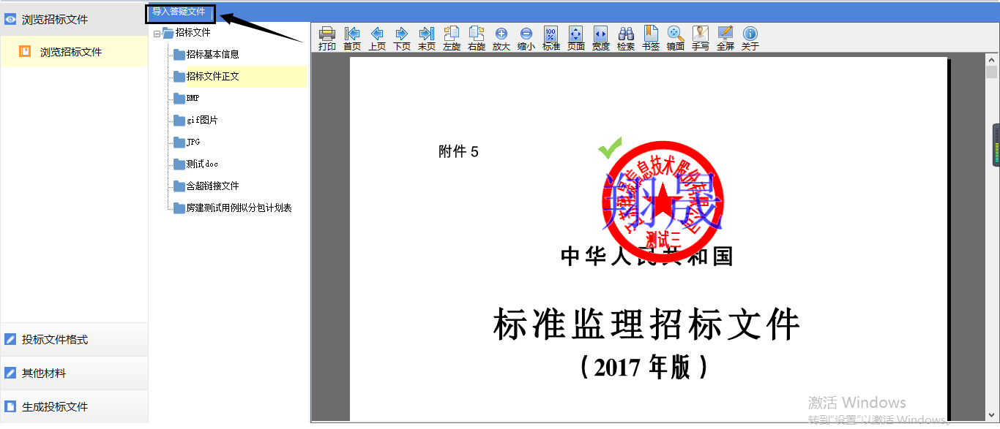 浏览招标文件
浏览招标文件
投标文件格式
其他材料
生成投标文件
导入答疑文件
招标文件
招标基本信息
招标文件正文
BMP
gif图片
JPG
测试doc
含超链接文件
房建测试用例拟分包计划表
打印 首页 上页 下页 末页 左旋 右旋 放大 缩小 标准 页面 宽度 检索 书签 镜面 手写 全屏 关于
100
%
附件 5
翔晟
测试三
中华人民共和国
标准监理招标文件
（2017 年版）
激活 Windows
转到"设置"以激活 Windows。